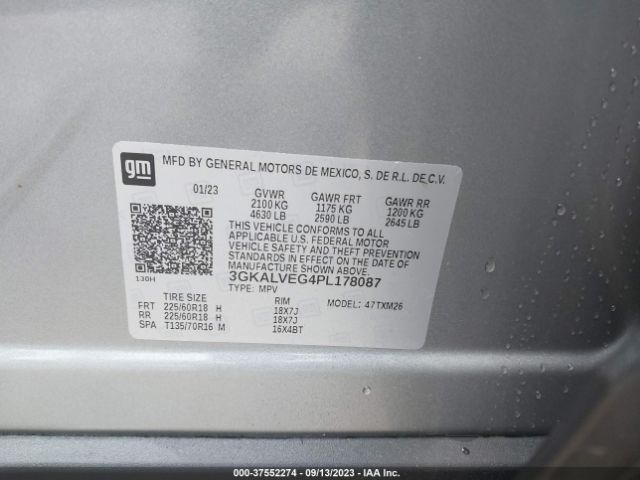 gm
MFD BY GENERAL MOTORS DE MEXICO, S. DE R.L. DE C.V.
01/23 GVWR GAWR FRT GAWR RR
2100 KG 1175 KG 1200 KG
4630 LB 2590 LB 2645 LB
THIS VEHICLE CONFORMS TO ALL
APPLICABLE U.S. FEDERAL MOTOR
VEHICLE SAFETY AND THEFT PREVENTION
STANDARDS IN EFFECT ON THE DATE OF
MANUFACTURE SHOWN ABOVE.
130H 3GKALVEG4PL178087
TYPE: MPV
TIRE SIZE RIM MODEL: 47TXM26
FRT 225/60R18 H 18X7J
RR 225/60R18 H 18X7J
SPA T135/70R16 M 16X4BT
000-37552274 - 09/13/2023 - IAA Inc.